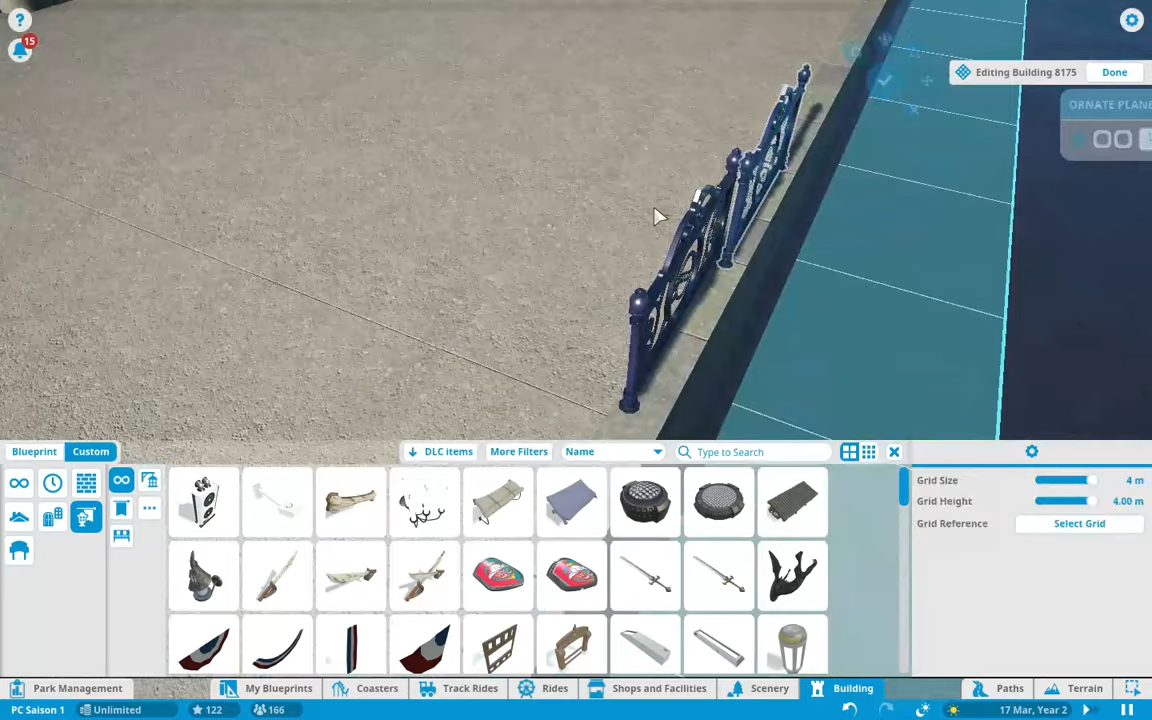 ?
15
Editing Building 8175
Done
ORNATE PLANE
Blueprint
Custom
DLC items
More Filters
Name
Type to Search
Grid Size
4 m
Grid Height
4.00 m
Grid Reference
Select Grid
Park Management
My Blueprints
Coasters
Track Rides
Rides
Shops and Facilities
Scenery
Building
Paths
Terrain
PC Saison 1
Unlimited
122
166
17 Mar, Year 2